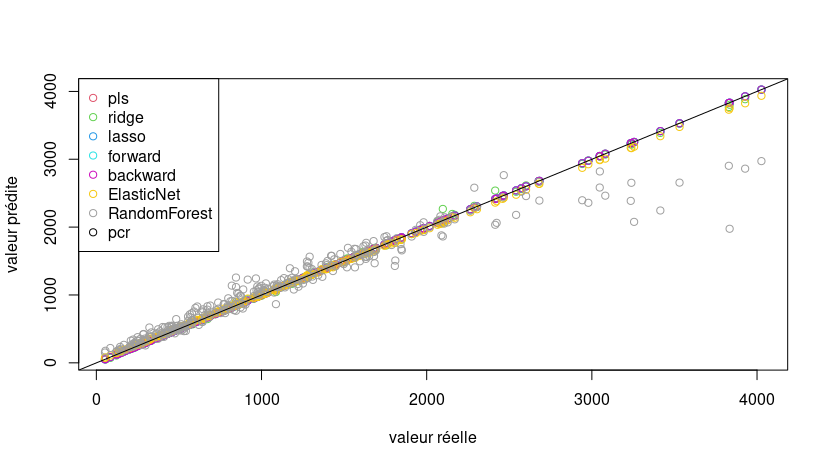 pls
ridge
lasso
forward
backward
ElasticNet
RandomForest
pcr
valeur prédite
0
1000
2000
3000
4000
0
1000
2000
3000
4000
valeur réelle